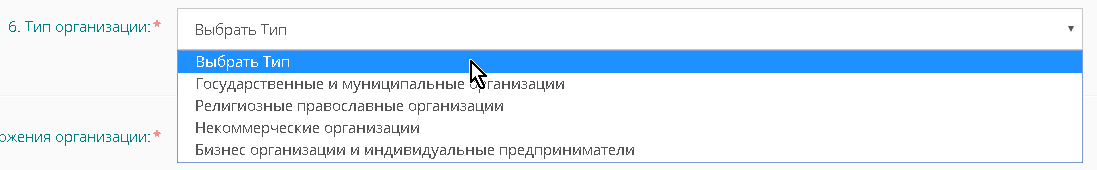 6. Тип организации:*
Выбрать Тип
Выбрать Тип
Государственные и муниципальные организации
Религиозные православные организации
Некоммерческие организации
ожения организации:*
Бизнес организации и индивидуальные предприниматели